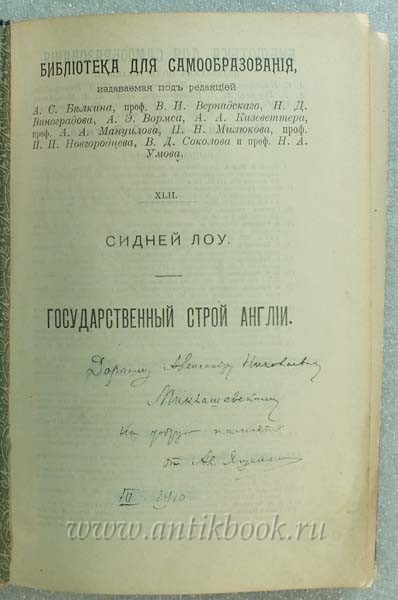 БИБЛІОТЕКА ДЛЯ САМООБРАЗОВАНІЯ,
издаваемая подъ редакціей
А. С. Бѣлкина, проф. В. И. Вернадскаго, Н. Д.
Виноградова, А. Э. Вормса, А. А. Кизеветтера,
проф. А. А. Мануилова, П. Н. Милюкова, проф.
П. И. Новгородцева, В. Д. Соколова и проф. Н. А.
Умова.
XLII.
СИДНЕЙ ЛОУ.
ГОСУДАРСТВЕННЫЙ СТРОЙ АНГЛІИ.
Дорогому Александру Николаевичу
на добрую память
от Ал.
1910
www.antikbook.ru